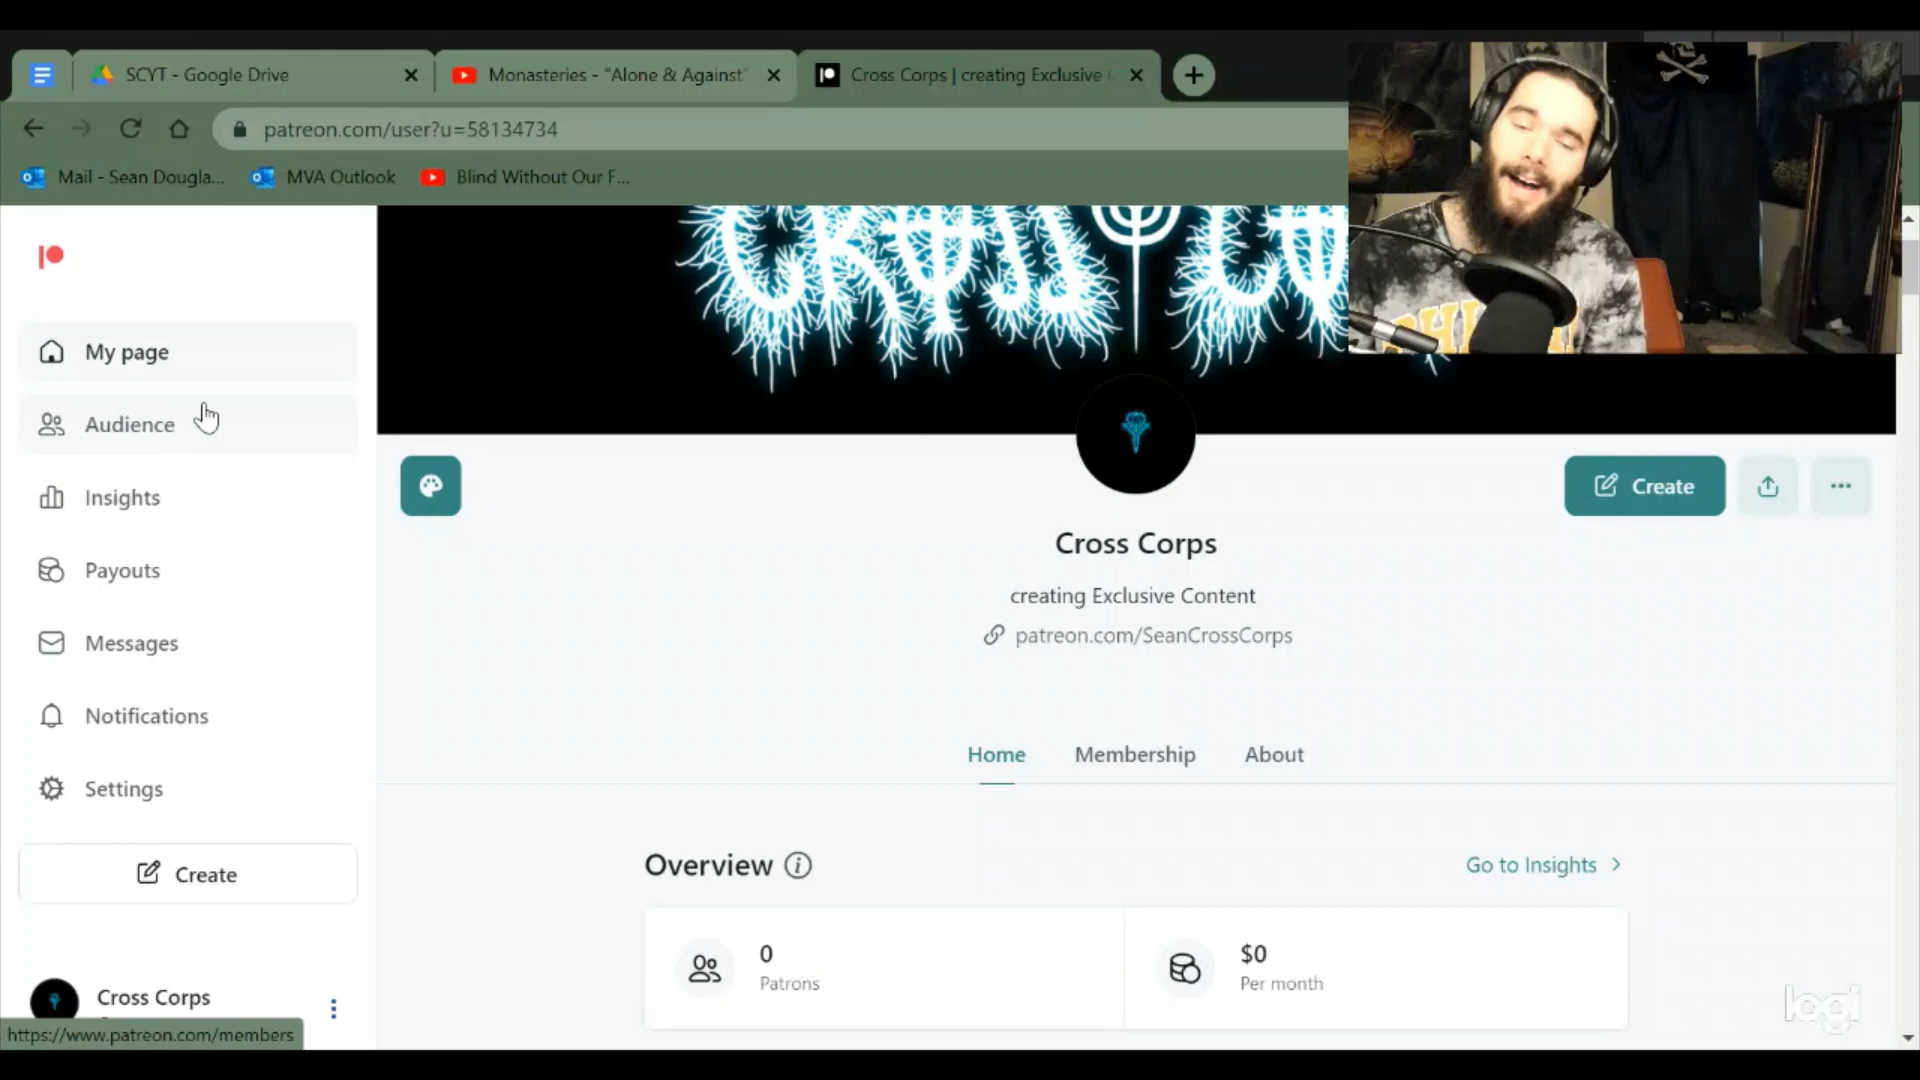 SCYT - Google Drive
Monasteries - "Alone & Against"
Cross Corps | creating Exclusive
patreon.com/user?u=58134734
Mail - Sean Dougla...
MVA Outlook
Blind Without Our F...
My page
Audience
Insights
Payouts
Messages
Notifications
Settings
Create
Cross Corps
https://www.patreon.com/members
Create
Cross Corps
creating Exclusive Content
patreon.com/SeanCrossCorps
Home
Membership
About
Overview
Go to Insights
0
Patrons
$0
Per month
logi